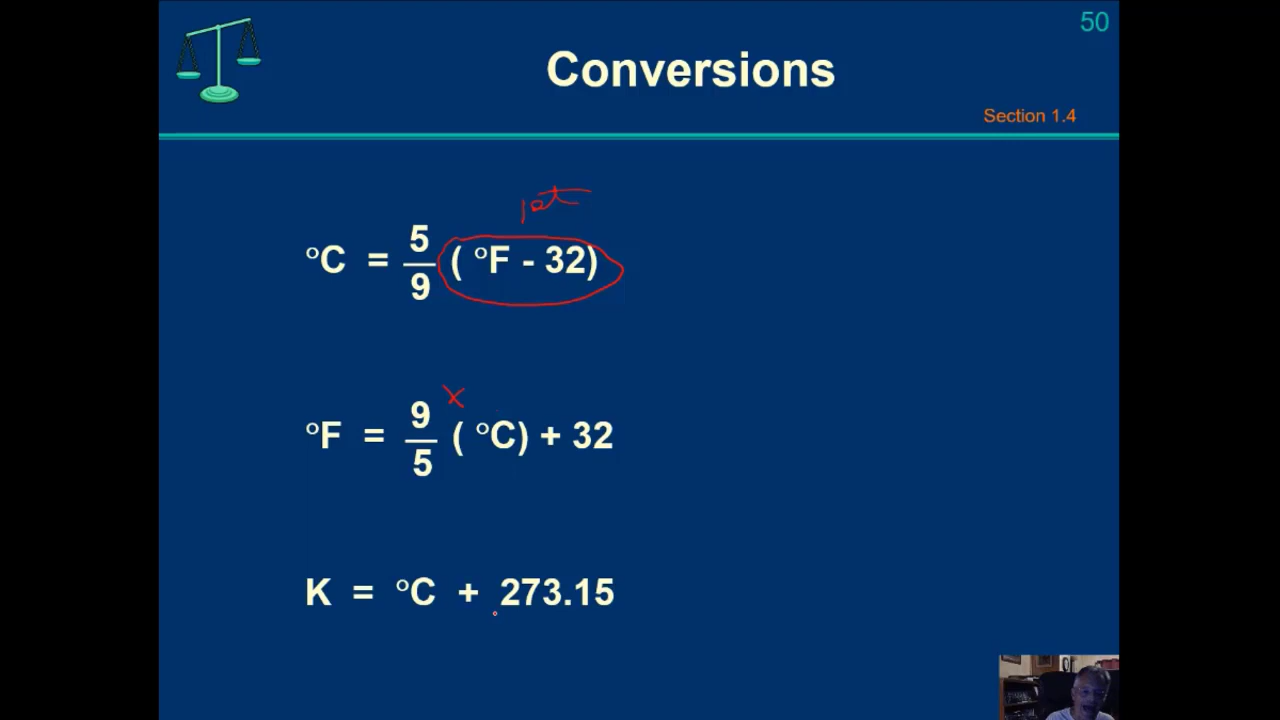 50
Conversions
Section 1.4
1st
°C = 5/9 ( °F - 32)
x
°F = 9/5 ( °C) + 32
K = °C + 273.15